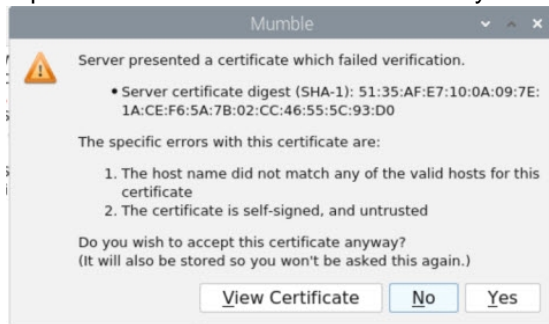 Mumble
Server presented a certificate which failed verification.
• Server certificate digest (SHA-1): 51:35:AF:E7:10:0A:09:7E:
1A:CE:F6:5A:7B:02:CC:46:55:5C:93:D0
The specific errors with this certificate are:
1. The host name did not match any of the valid hosts for this
certificate
2. The certificate is self-signed, and untrusted
Do you wish to accept this certificate anyway?
(It will also be stored so you won't be asked this again.)
View Certificate No Yes